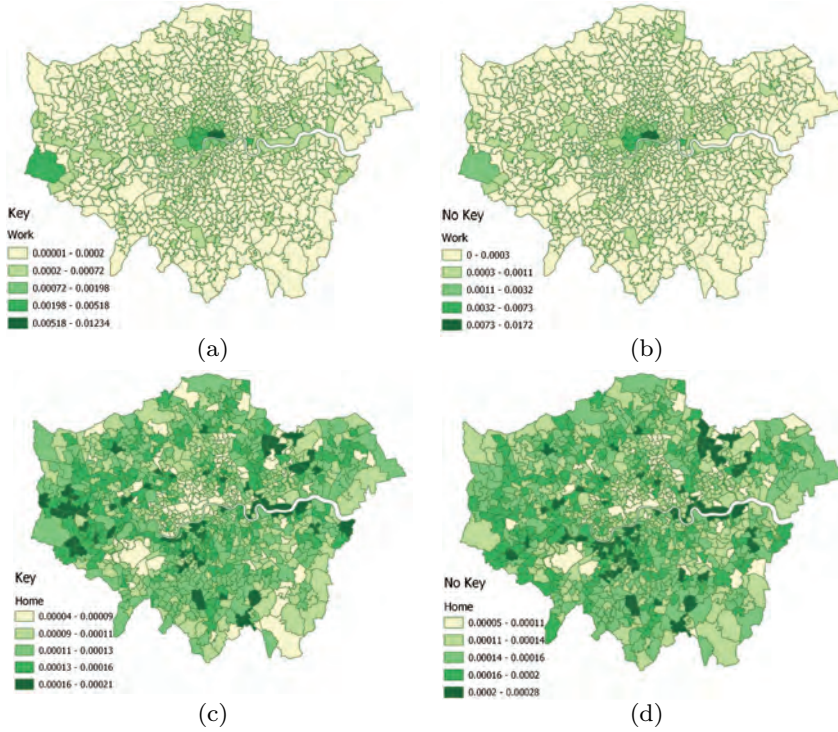 Key
Work
0.00001 - 0.0002
0.0002 - 0.00072
0.00072 - 0.00198
0.00198 - 0.00518
0.00518 - 0.01234
(a)
No Key
Work
0 - 0.0003
0.0003 - 0.0011
0.0011 - 0.0032
0.0032 - 0.0073
0.0073 - 0.0172
(b)
Key
Home
0.00004 - 0.00009
0.00009 - 0.00011
0.00011 - 0.00013
0.00013 - 0.00016
0.00016 - 0.00021
(c)
No Key
Home
0.00005 - 0.00011
0.00011 - 0.00014
0.00014 - 0.00016
0.00016 - 0.0002
0.0002 - 0.00028
(d)